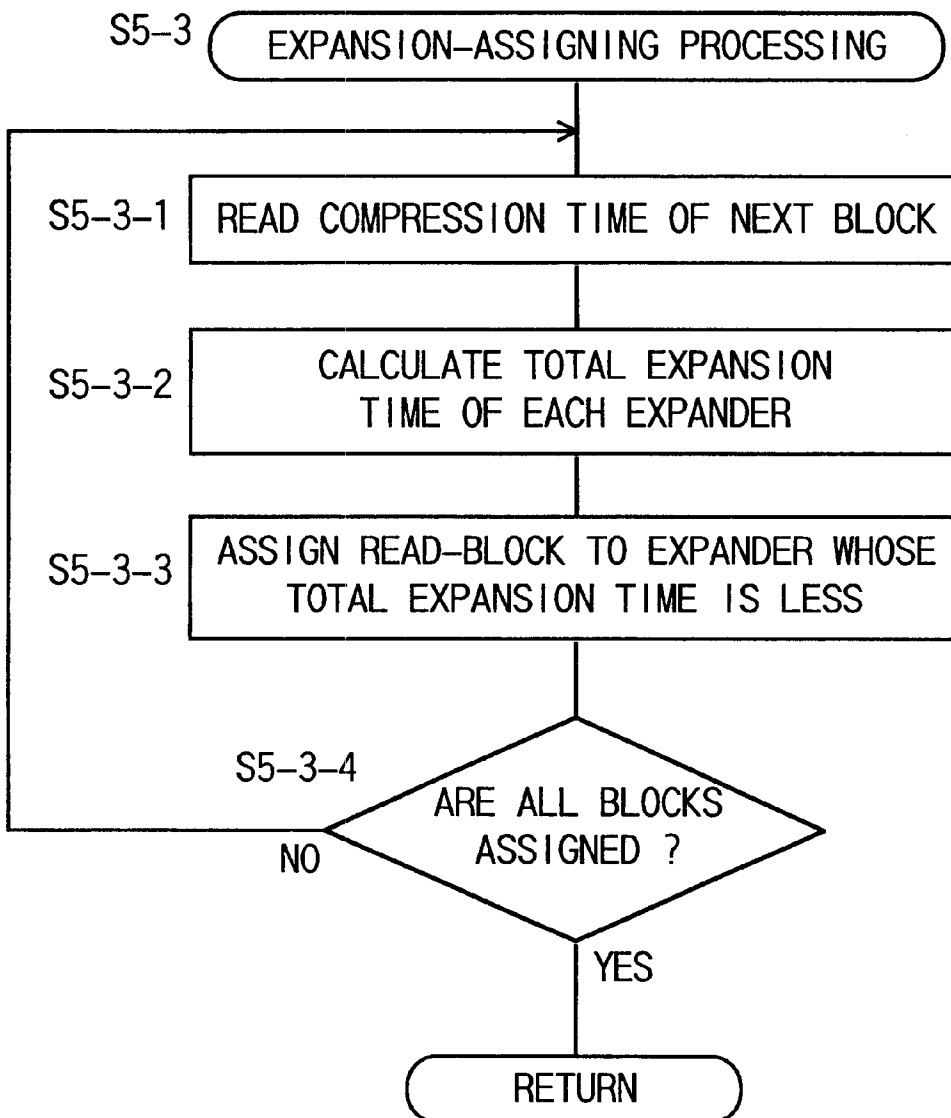 S5-3
EXPANSION-ASSIGNING PROCESSING
S5-3-1
READ COMPRESSION TIME OF NEXT BLOCK
S5-3-2
CALCULATE TOTAL EXPANSION
TIME OF EACH EXPANDER
S5-3-3
ASSIGN READ-BLOCK TO EXPANDER WHOSE
TOTAL EXPANSION TIME IS LESS
S5-3-4
ARE ALL BLOCKS
ASSIGNED ?
NO
YES
RETURN